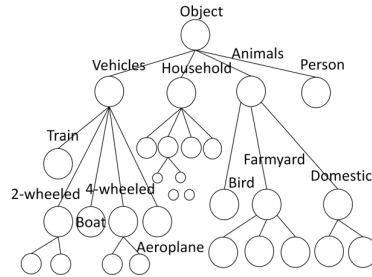 Object
Vehicles
Household
Animals
Person
Train
2-wheeled
4-wheeled
Boat
Aeroplane
Bird
Farmyard
Domestic